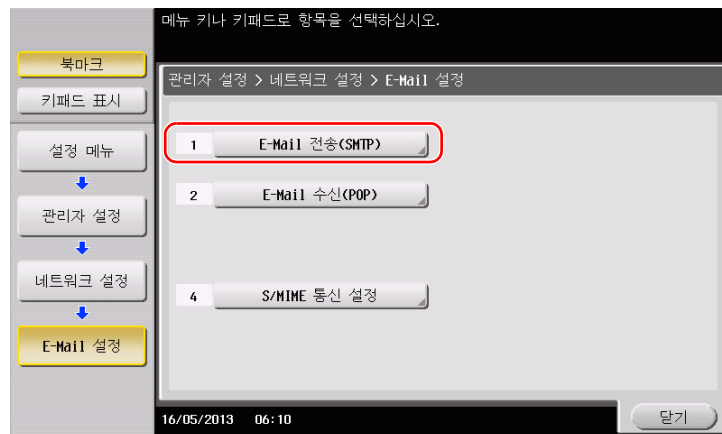 메뉴 키나 키패드로 항목을 선택하십시오.
북마크
키패드 표시
설정 메뉴
관리자 설정
네트워크 설정
E-Mail 설정
관리자 설정 > 네트워크 설정 > E-Mail 설정
1 E-Mail 전송(SMTP)
2 E-Mail 수신(POP)
4 S/MIME 통신 설정
16/05/2013 06:10
닫기